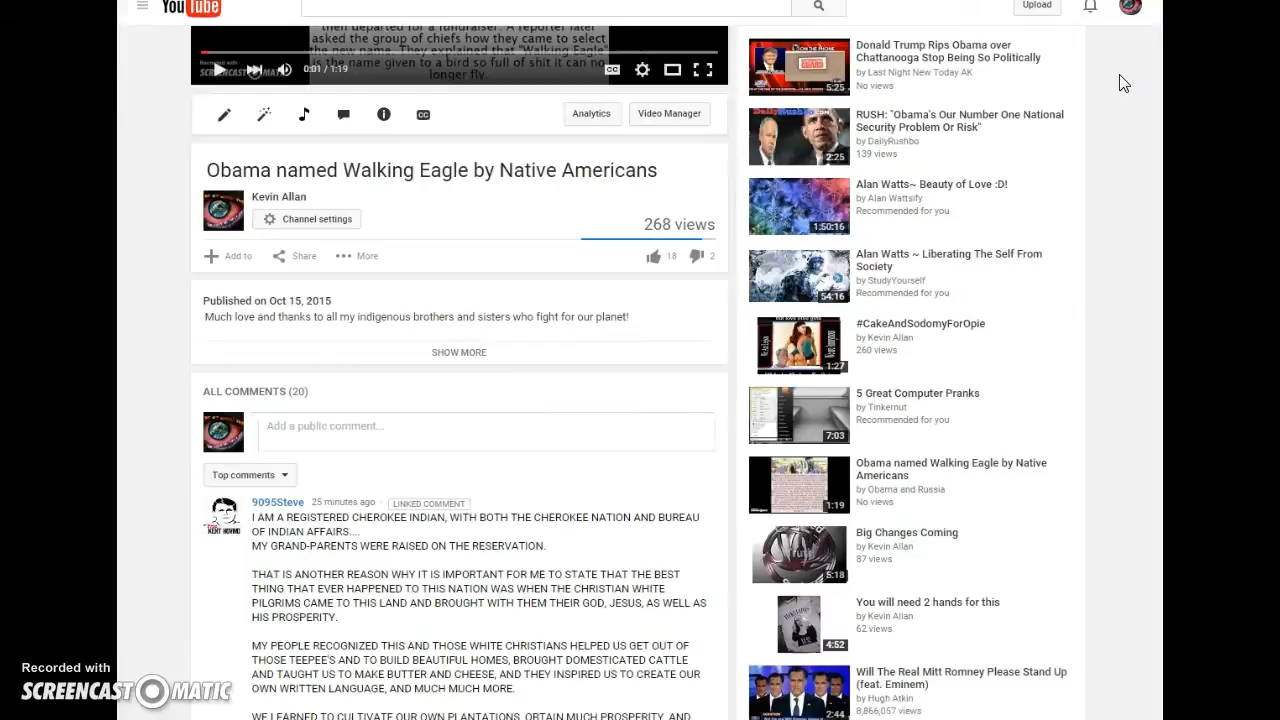 YouTube
Upload
then departed for a fundraiser. A reporter later
asked the group of chiefs how they came to select
the name. They explained that Walking Eagle
is the name given to a bird so full of shit it can no
longer fly.
0:01 / 1:19
CC
Analytics
Video Manager
Obama named Walking Eagle by Native Americans
Kevin Allan
Channel settings
268 views
Add to
Share
More
18
2
Published on Oct 15, 2015
Much love and thanks to all my indigenous brothers and sisters who fight for our planet!
SHOW MORE
ALL COMMENTS (20)
Add a public comment...
Top comments
9095Steve 25 minutes ago LINKED COMMENT
I AM A REGISTERED CHEROKEE INDIAN, WITH BOTH THE CHEROKEE NATION AND BUREAU
OF INDIAN AFFAIRS....
MY GRAND-PARENTS WERE RAISED ON THE RESERVATION.
THAT IS ANOTHER REASON WHY IT IS IMPORTANT FOR ME TO STATE THAT THE BEST
THING THAT EVER HAPPENED TO THIS NATION WAS WHEN THE CHRISTIAN WHITE
PILGRIMS CAME TO THIS LAND AND BROUGHT WITH THEM THEIR GOD, JESUS, AS WELL AS
HIS PROSPERITY.
MY PEOPLE RECOGNIZED THIS AND THOSE WHITE CHRISTIANS HELPED US GET OUT OF
THOSE TEEPEE'S AND TO BUILD BEAUTIFUL HOMES, BROUGHT DOMESTICATED CATTLE
AND TAUGHT US TO MAKE BUTTER AND CHEESE, AND THEY INSPIRED US TO CREATE OUR
OWN WRITTEN LANGUAGE, AND MUCH MUCH MORE.
Donald Trump Rips Obama over
Chattanooga Stop Being So Politically
by Last Night New Today AK
No views
5:25
RUSH: "Obama's Our Number One National
Security Problem Or Risk"
by DailyRushbo
139 views
2:25
Alan Watts~ Beauty of Love :D!
by Alan Wattsify
Recommended for you
1:50:16
Alan Watts ~ Liberating The Self From
Society
by StudyYourself
Recommended for you
54:16
#CakeAndSodomyForOpie
by Kevin Allan
260 views
1:27
5 Great Computer Pranks
by Tinkernut
Recommended for you
7:03
Obama named Walking Eagle by Native
Americans
by Obama and Russia
No views
1:19
Big Changes Coming
by Kevin Allan
87 views
5:18
You will need 2 hands for this
by Kevin Allan
62 views
4:52
Will The Real Mitt Romney Please Stand Up
(feat. Eminem)
by Hugh Atkin
8,866,057 views
2:44
Recorded with
SCREENCAST-O-MATIC